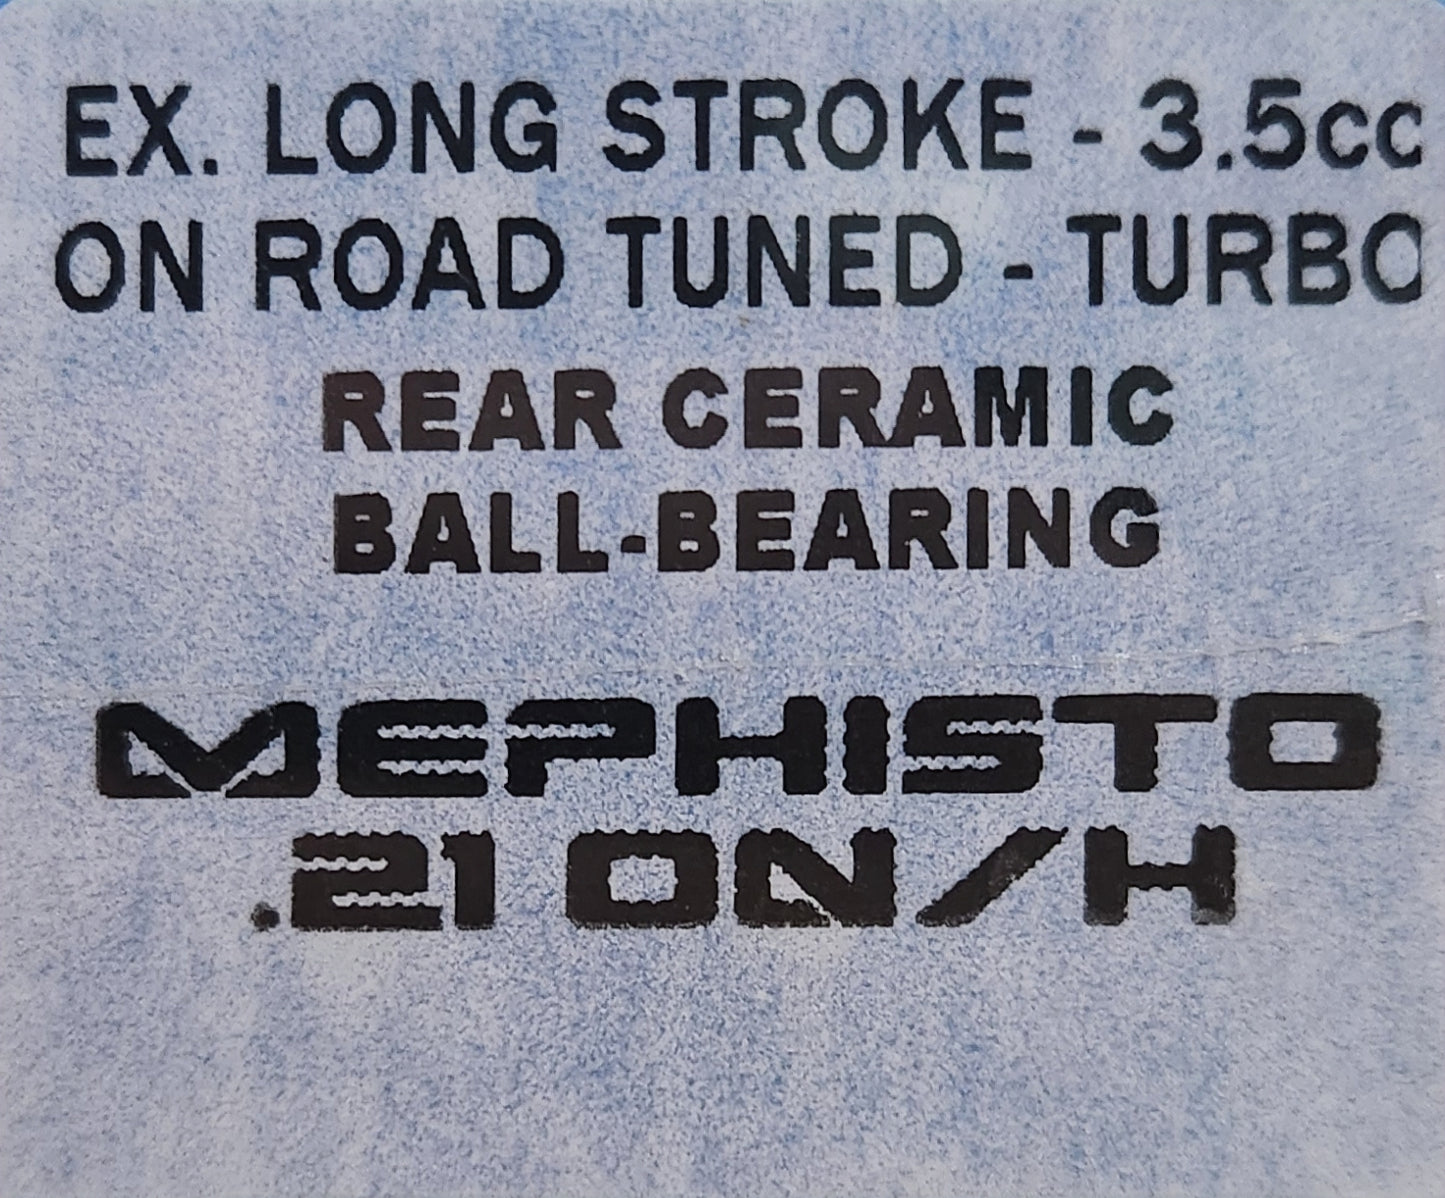 EX. LONG STROKE - 3.5cc
ON ROAD TUNED - TURBO
REAR CERAMIC
BALL-BEARING
MEPHISTO
.21 ON/H